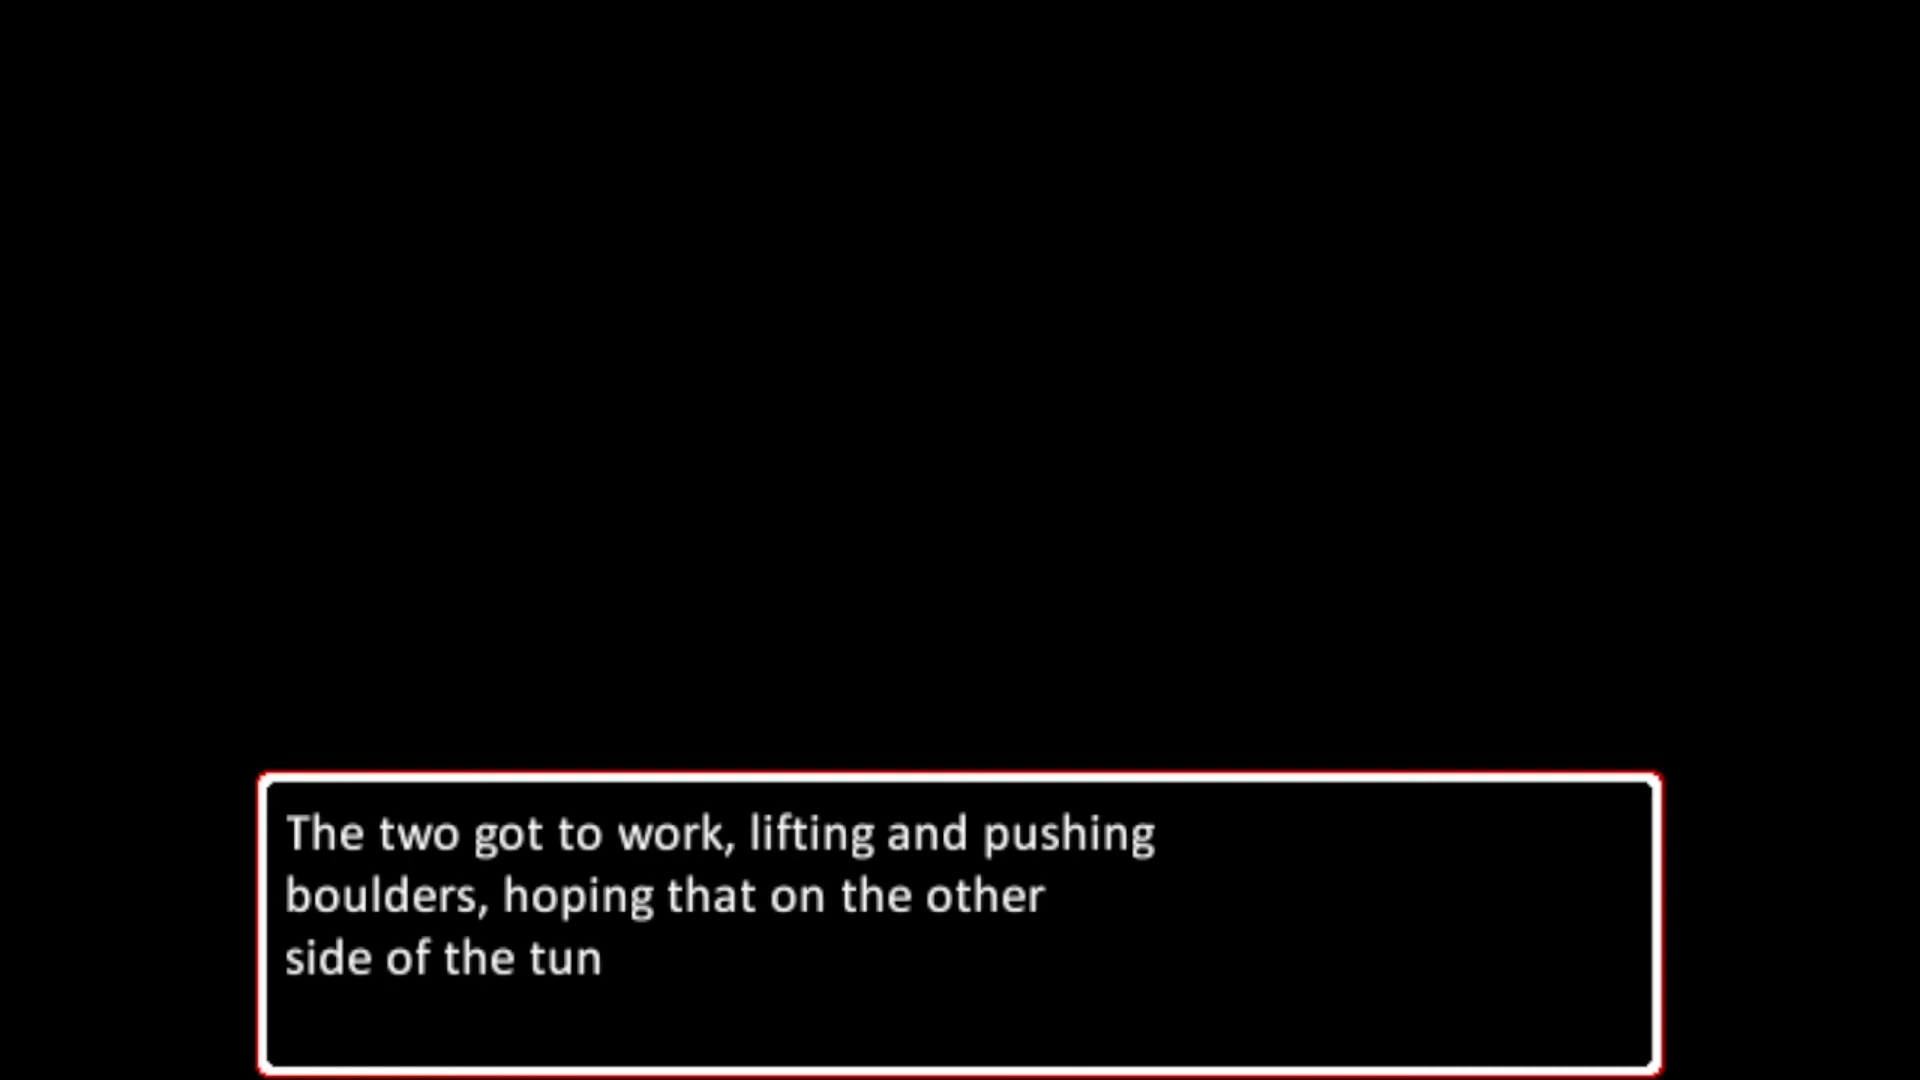 The two got to work, lifting and pushing
boulders, hoping that on the other
side of the tun